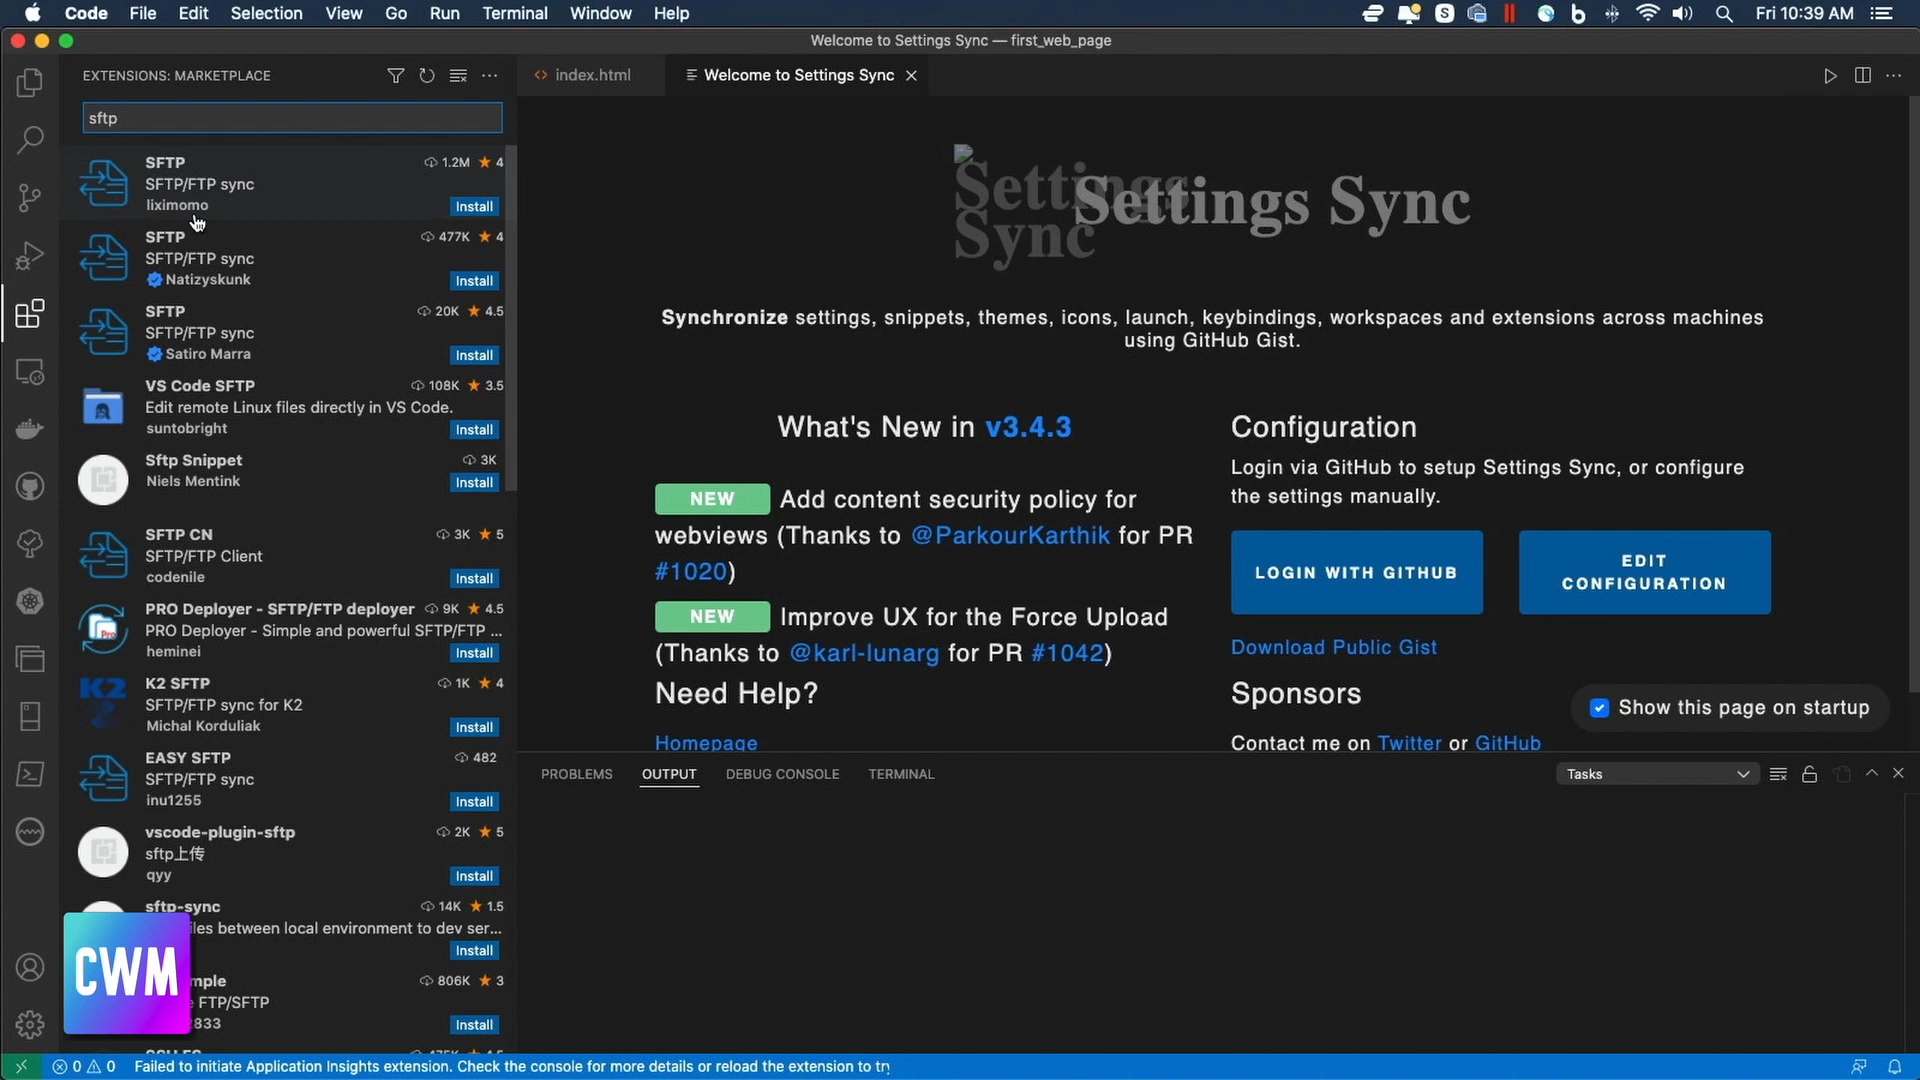 Code File Edit Selection View Go Run Terminal Window Help Fri 10:39 AM
Welcome to Settings Sync — first_web_page
EXTENSIONS: MARKETPLACE
index.html
Welcome to Settings Sync
sftp
SFTP 1.2M 4
SFTP/FTP sync
liximomo Install
SFTP 477K 4
SFTP/FTP sync
Natizyskunk Install
SFTP 20K 4.5
SFTP/FTP sync
Satiro Marra Install
VS Code SFTP 108K 3.5
Edit remote Linux files directly in VS Code.
suntobright Install
Sftp Snippet 3K
Niels Mentink Install
SFTP CN 3K 5
SFTP/FTP Client
codenile Install
PRO Deployer - SFTP/FTP deployer 9K 4.5
PRO Deployer - Simple and powerful SFTP/FTP ...
heminei Install
K2 SFTP 1K 4
SFTP/FTP sync for K2
Michal Korduliak Install
EASY SFTP 482
SFTP/FTP sync
inu1255 Install
vscode-plugin-sftp 2K 5
sftp上传
qyy Install
sftp-sync 14K 1.5
iles between local environment to dev ser...
Install
mple 806K 3
e FTP/SFTP
2833 Install
CWM
Settings
Sync
Settings Sync
Synchronize settings, snippets, themes, icons, launch, keybindings, workspaces and extensions across machines
using GitHub Gist.
What's New in v3.4.3
NEW Add content security policy for
webviews (Thanks to @ParkourKarthik for PR
#1020)
NEW Improve UX for the Force Upload
(Thanks to @karl-lunarg for PR #1042)
Need Help?
Homepage
Configuration
Login via GitHub to setup Settings Sync, or configure
the settings manually.
LOGIN WITH GITHUB
EDIT
CONFIGURATION
Download Public Gist
Sponsors
Show this page on startup
Contact me on Twitter or GitHub
PROBLEMS OUTPUT DEBUG CONSOLE TERMINAL Tasks
0 0 Failed to initiate Application Insights extension. Check the console for more details or reload the extension to try